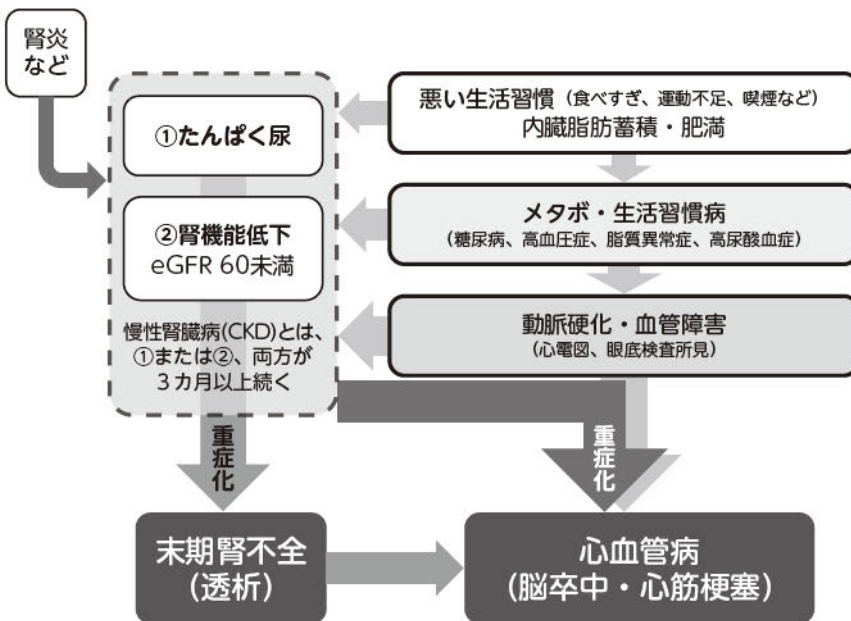 腎炎
など
①たんぱく尿
②腎機能低下
eGFR 60未満
慢性腎臓病(CKD)とは、
①または②、両方が
3カ月以上続く
悪い生活習慣（食べすぎ、運動不足、喫煙など）
内臓脂肪蓄積・肥満
メタボ・生活習慣病
（糖尿病、高血圧症、脂質異常症、高尿酸血症）
動脈硬化・血管障害
（心電図、眼底検査所見）
重症化
重症化
末期腎不全
（透析）
心血管病
（脳卒中・心筋梗塞）